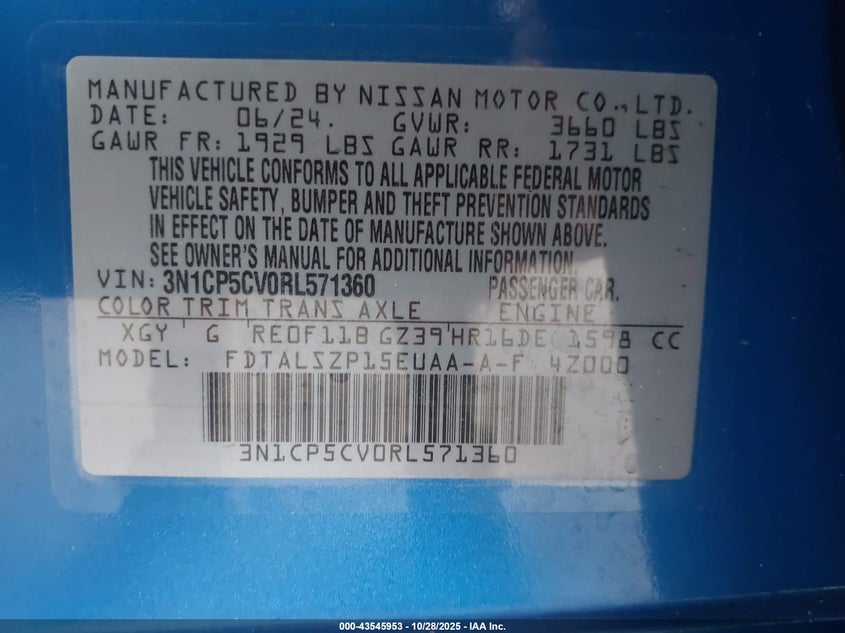 MANUFACTURED BY NISSAN MOTOR CO., LTD.
DATE: 06/24. GVWR: 3660 LBS
GAWR FR: 1929 LBS GAWR RR: 1731 LBS
THIS VEHICLE CONFORMS TO ALL APPLICABLE FEDERAL MOTOR
VEHICLE SAFETY, BUMPER AND THEFT PREVENTION STANDARDS
IN EFFECT ON THE DATE OF MANUFACTURE SHOWN ABOVE.
SEE OWNER'S MANUAL FOR ADDITIONAL INFORMATION.
VIN: 3N1CP5CV0RL571360 PASSENGER CAR.
COLOR TRIM TRANS AXLE ENGINE
XGY G RE0F11B GZ39 HR16DE 1598 CC
MODEL: FDTALSZP15EUAA-A-F 4Z000
3N1CP5CV0RL571360
000-43545953 | 10/28/2025 - IAA Inc.